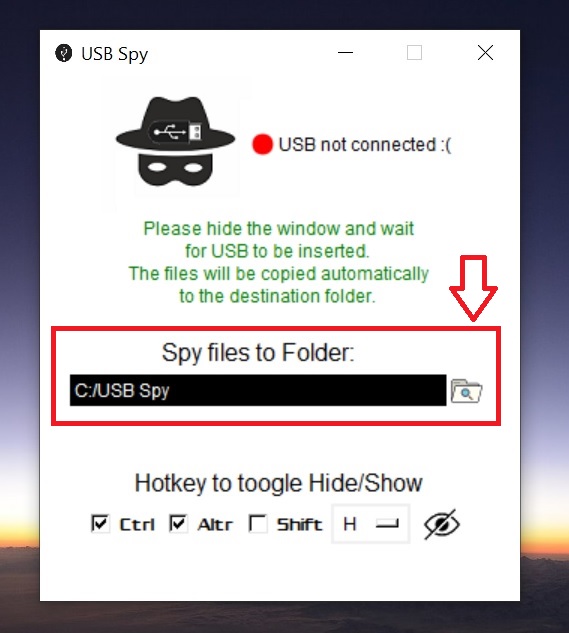 USB Spy
USB not connected :(
Please hide the window and wait
for USB to be inserted.
The files will be copied automatically
to the destination folder.
Spy files to Folder:
C:/USB Spy
Hotkey to toogle Hide/Show
Ctrl Altr Shift H